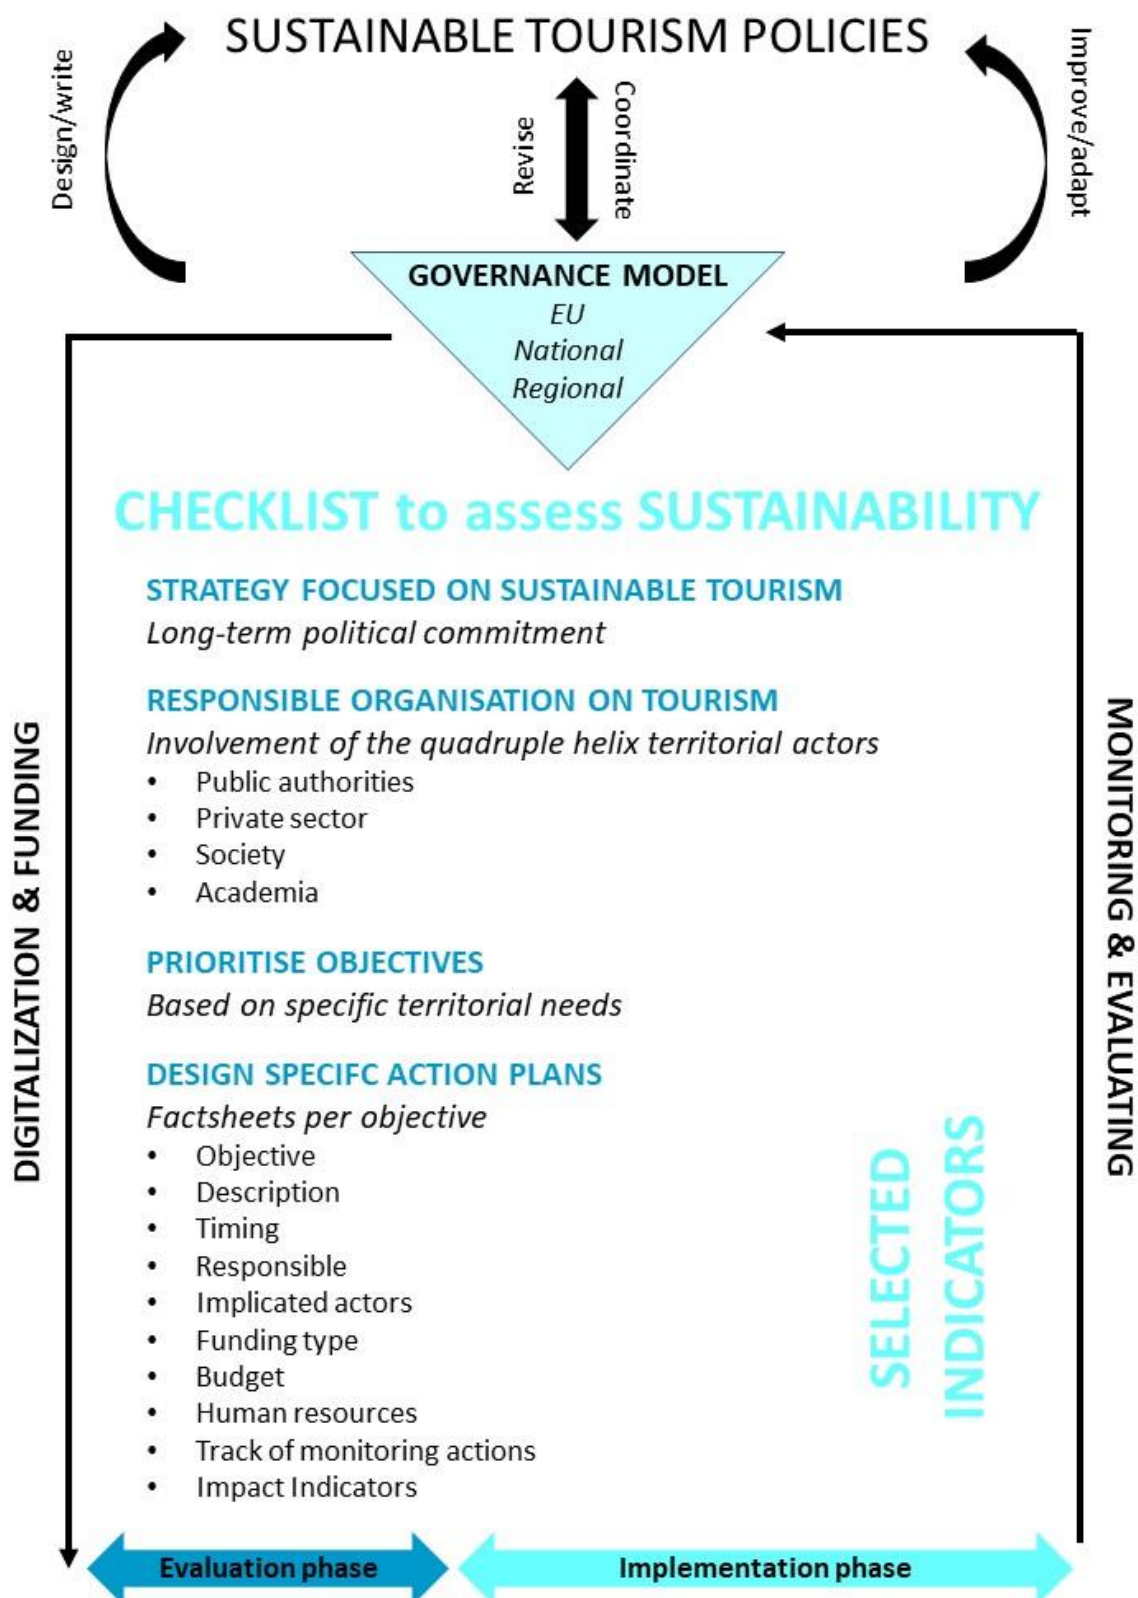 SUSTAINABLE TOURISM POLICIES
Design/write
Revise
Coordinate
Improve/adapt
GOVERNANCE MODEL
EU
National
Regional
CHECKLIST to assess SUSTAINABILITY
STRATEGY FOCUSED ON SUSTAINABLE TOURISM
Long-term political commitment
RESPONSIBLE ORGANISATION ON TOURISM
Involvement of the quadruple helix territorial actors
• Public authorities
• Private sector
• Society
• Academia
PRIORITISE OBJECTIVES
Based on specific territorial needs
DESIGN SPECIFC ACTION PLANS
Factsheets per objective
• Objective
• Description
• Timing
• Responsible
• Implicated actors
• Funding type
• Budget
• Human resources
• Track of monitoring actions
• Impact Indicators
SELECTED
INDICATORS
DIGITALIZATION & FUNDING
MONITORING & EVALUATING
Evaluation phase
Implementation phase